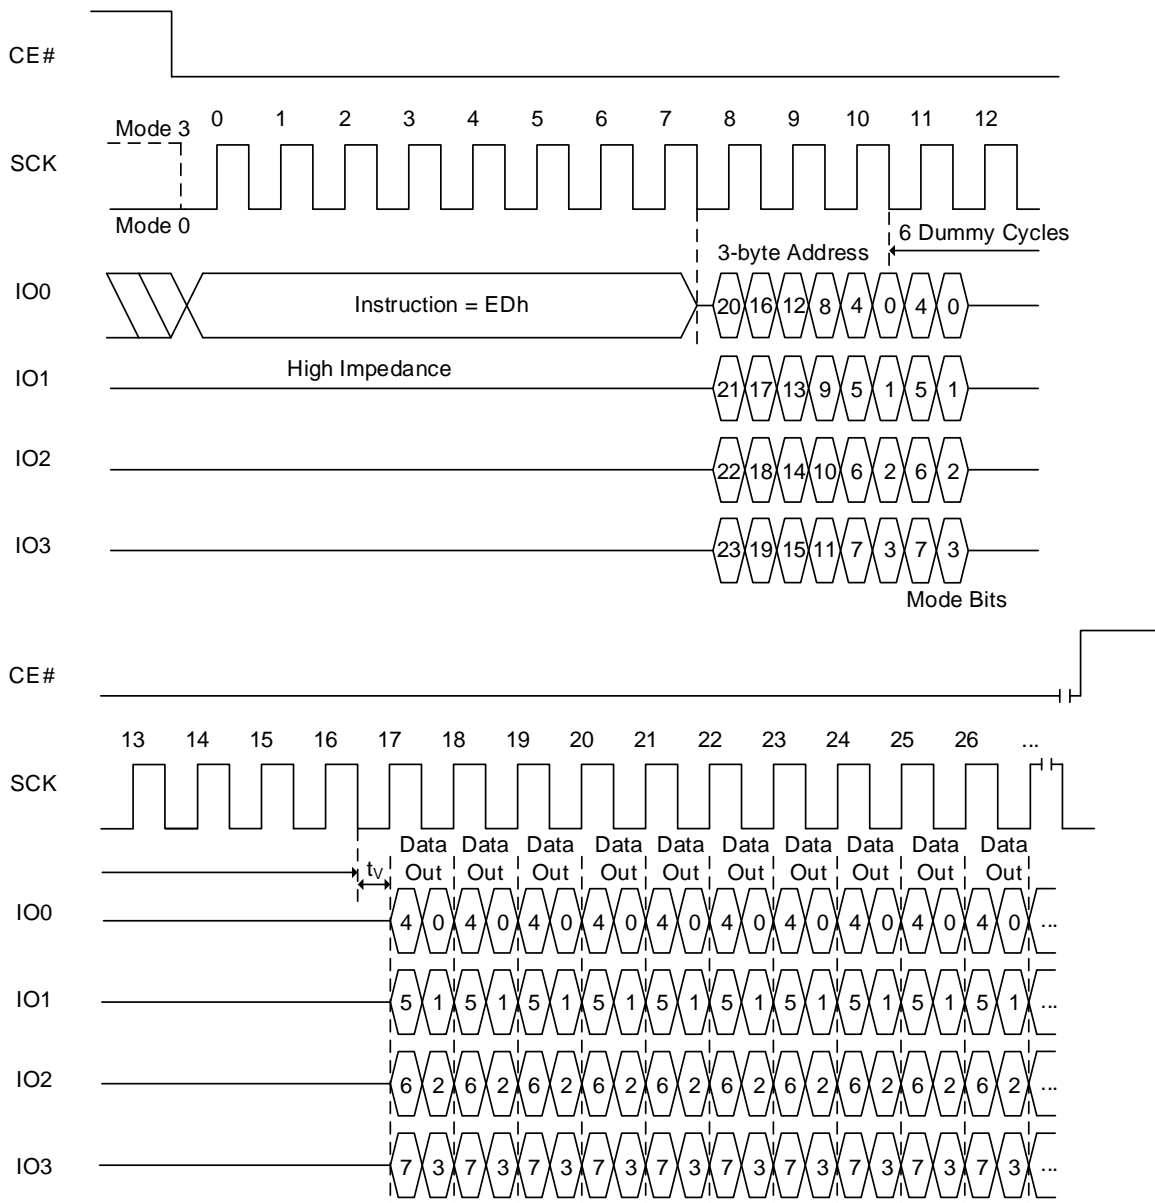 CE#
Mode 3 0 1 2 3 4 5 6 7 8 9 10 11 12
SCK
Mode 0
6 Dummy Cycles
3-byte Address
IO0 Instruction = EDh 20 16 12 8 4 0 4 0
IO1 High Impedance 21 17 13 9 5 1 5 1
IO2 22 18 14 10 6 2 6 2
IO3 23 19 15 11 7 3 7 3
Mode Bits
CE#
13 14 15 16 17 18 19 20 21 22 23 24 25 26 ...
SCK
Data Data Data Data Data Data Data Data Data Data
tV Out Out Out Out Out Out Out Out Out Out
IO0 4 0 4 0 4 0 4 0 4 0 4 0 4 0 4 0 4 0 4 0 ...
IO1 5 1 5 1 5 1 5 1 5 1 5 1 5 1 5 1 5 1 5 1 ...
IO2 6 2 6 2 6 2 6 2 6 2 6 2 6 2 6 2 6 2 6 2 ...
IO3 7 3 7 3 7 3 7 3 7 3 7 3 7 3 7 3 7 3 7 3 ...